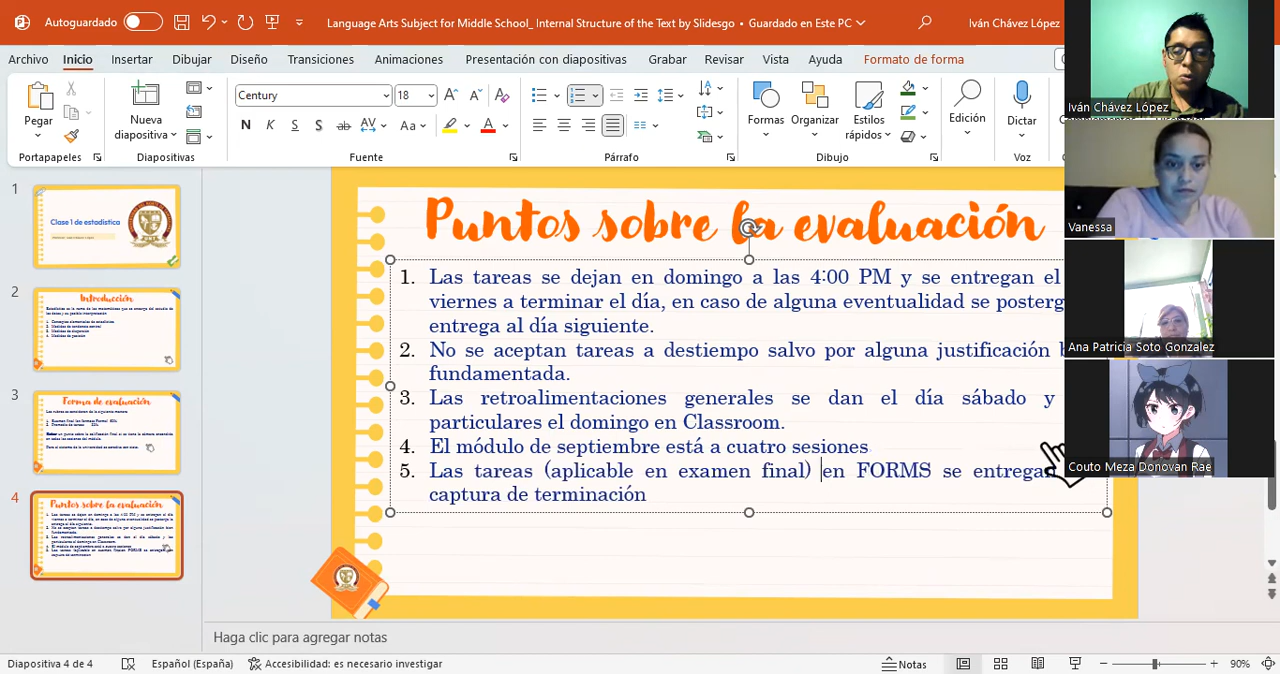 Autoguardado
Language Arts Subject for Middle School_ Internal Structure of the Text by Slidesgo • Guardado en Este PC
Iván Chávez López
Archivo Inicio Insertar Dibujar Diseño Transiciones Animaciones Presentación con diapositivas Grabar Revisar Vista Ayuda Formato de forma
Pegar
Nueva diapositiva
Century 18
N K S S ab AV Aa A
Formas Organizar Estilos rápidos
Edición
Dictar
Portapapeles Diapositivas Fuente Párrafo Dibujo Voz
Iván Chávez López
Vanessa
Ana Patricia Soto Gonzalez
Couto Meza Donovan Rae
1
Clase 1 de estadística
2
Introducción
3
Forma de evaluación
4
Puntos sobre la evaluación
Puntos sobre la evaluación
1. Las tareas se dejan en domingo a las 4:00 PM y se entregan el
viernes a terminar el día, en caso de alguna eventualidad se
entrega al día siguiente.
2. No se aceptan tareas a destiempo salvo por alguna justificación
fundamentada.
3. Las retroalimentaciones generales se dan el día sábado y
particulares el domingo en Classroom.
4. El módulo de septiembre está a cuatro sesiones
5. Las tareas (aplicable en examen final) en FORMS se
captura de terminación
Haga clic para agregar notas
Diapositiva 4 de 4 Español (España) Accesibilidad: es necesario investigar Notas 90%